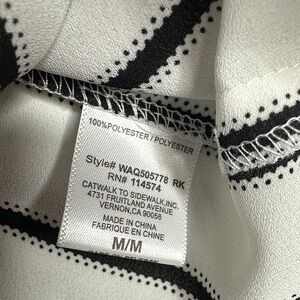 100%POLYESTER / POLYESTER
Style# WAQ505778 RK
RN# 114574
CATWALK TO SIDEWALK,INC.
4731 FRUITLAND AVENUE
VERNON,CA 90058
MADE IN CHINA
FABRIQUE EN CHINE
M/M